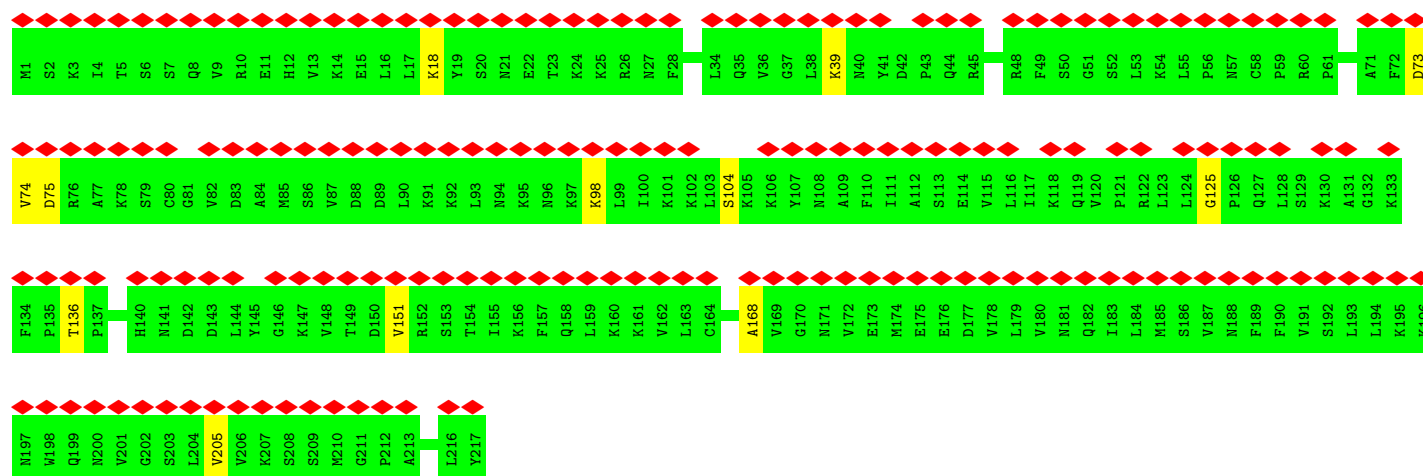 M1 S2 K3 I4 T5 S6 S7 Q8 V9 R10 E11 H12 V13 K14 E15 L16 L17 K18 Y19 S20 N21 E22 T23 K24 K25 R26 N27 F28 L34 Q35 V36 G37 L38 K39 N40 Y41 D42 P43 Q44 R45 R48 F49 S50 G51 S52 L53 K54 L55 P56 N57 C58 P59 R60 P61 A71 F72 D73
V74 D75 R76 A77 K78 S79 C80 G81 V82 D83 A84 M85 S86 V87 D88 D89 L90 K91 K92 L93 N94 K95 N96 K97 K98 L99 I100 K101 K102 L103 S104 K105 K106 Y107 N108 A109 F110 I111 A112 S113 E114 V115 L116 I117 K118 Q119 V120 P121 R122 L123 L124 G125 P126 Q127 L128 S129 K130 A131 G132 K133
F134 P135 T136 P137 H140 N141 D142 D143 L144 Y145 G146 K147 V148 T149 D150 V151 R152 S153 T154 I155 K156 F157 Q158 L159 K160 K161 V162 L163 C164 A168 V169 G170 N171 V172 E173 M174 E175 E176 D177 V178 L179 V180 N181 Q182 I183 L184 M185 S186 V187 N188 F189 F190 V191 S192 L193 L194 K195
N197 W198 Q199 N200 V201 G202 S203 L204 V205 V206 K207 S208 S209 M210 G211 P212 A213 L216 Y217